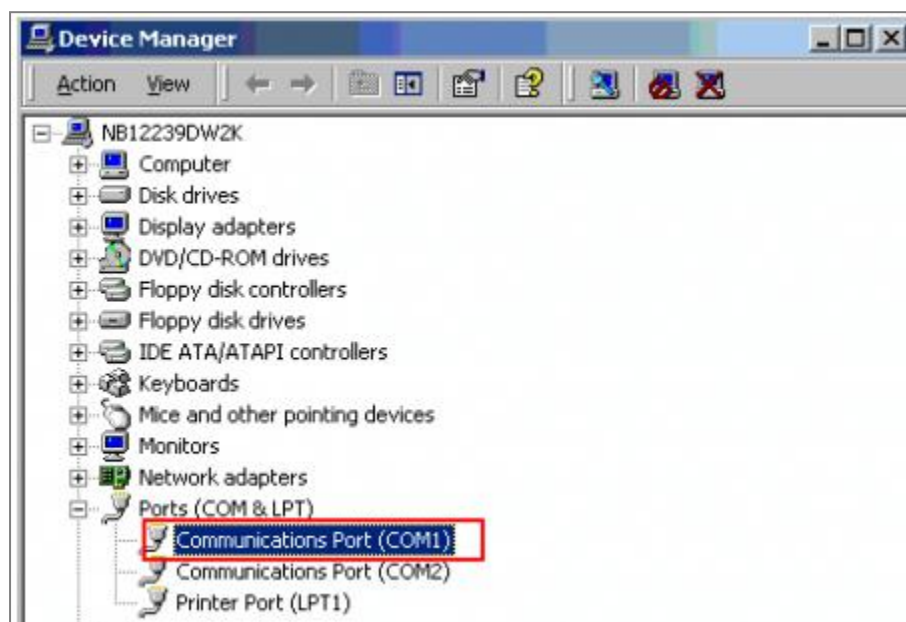 Device Manager
Action View
NB12239DW2K
Computer
Disk drives
Display adapters
DVD/CD-ROM drives
Floppy disk controllers
Floppy disk drives
IDE ATA/ATAPI controllers
Keyboards
Mice and other pointing devices
Monitors
Network adapters
Ports (COM & LPT)
Communications Port (COM1)
Communications Port (COM2)
Printer Port (LPT1)